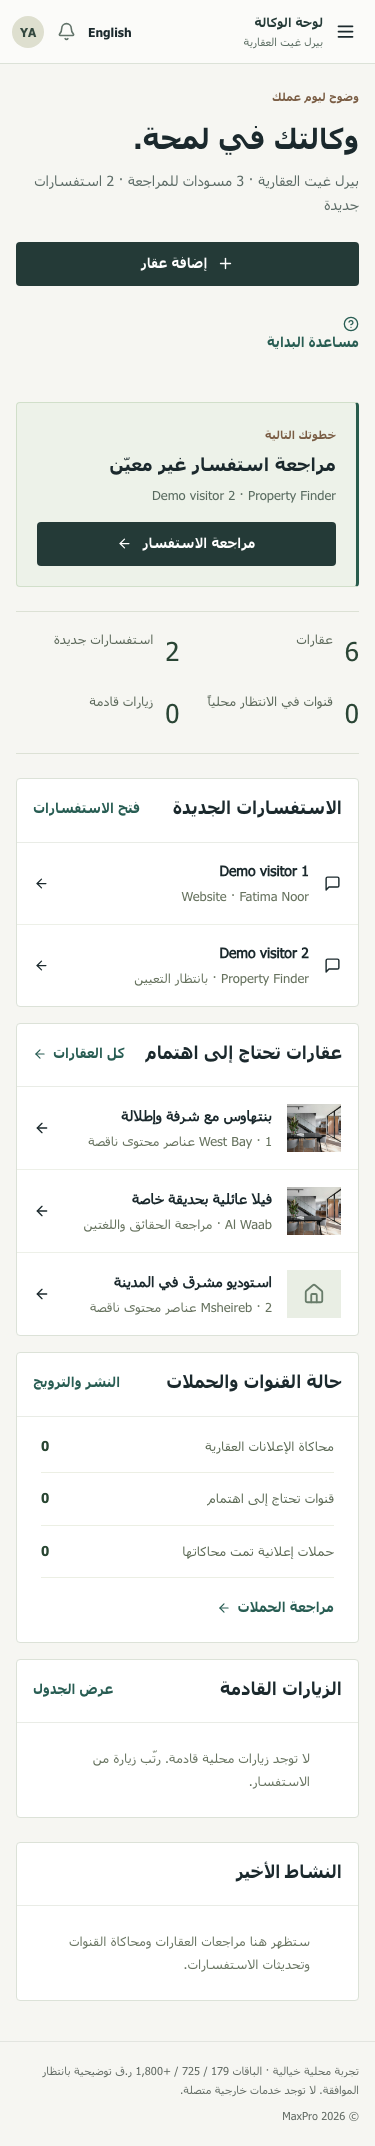 لوحة الوكالة
بيرل غيت العقارية
English
YA
وضوح ليوم عملك
وكالتك في لمحة.
بيرل غيت العقارية · 3 مسودات للمراجعة · 2 استفسارات
جديدة
إضافة عقار
مساعدة البداية
خطوتك التالية
مراجعة استفسار غير معيّن
Demo visitor 2 · Property Finder
مراجعة الاستفسار
6 عقارات
2 استفسارات جديدة
0 قنوات في الانتظار محلياً
0 زيارات قادمة
الاستفسارات الجديدة
فتح الاستفسارات
Demo visitor 1
Website · Fatima Noor
Demo visitor 2
Property Finder · بانتظار التعيين
عقارات تحتاج إلى اهتمام
كل العقارات
بنتهاوس مع شرفة وإطلالة
West Bay · 1 عناصر محتوى ناقصة
فيلا عائلية بحديقة خاصة
Al Waab · مراجعة الحقائق واللغتين
استوديو مشرق في المدينة
Msheireb · 2 عناصر محتوى ناقصة
حالة القنوات والحملات
النشر والترويج
محاكاة الإعلانات العقارية 0
قنوات تحتاج إلى اهتمام 0
حملات إعلانية تمت محاكاتها 0
مراجعة الحملات
الزيارات القادمة
عرض الجدول
لا توجد زيارات محلية قادمة. رتّب زيارة من
الاستفسار.
النشاط الأخير
ستظهر هنا مراجعات العقارات ومحاكاة القنوات
وتحديثات الاستفسارات.
تجربة محلية خيالية · الباقات 179 / 725 / +1,800 ر.ق توضيحية بانتظار
الموافقة. لا توجد خدمات خارجية متصلة.
© 2026 MaxPro